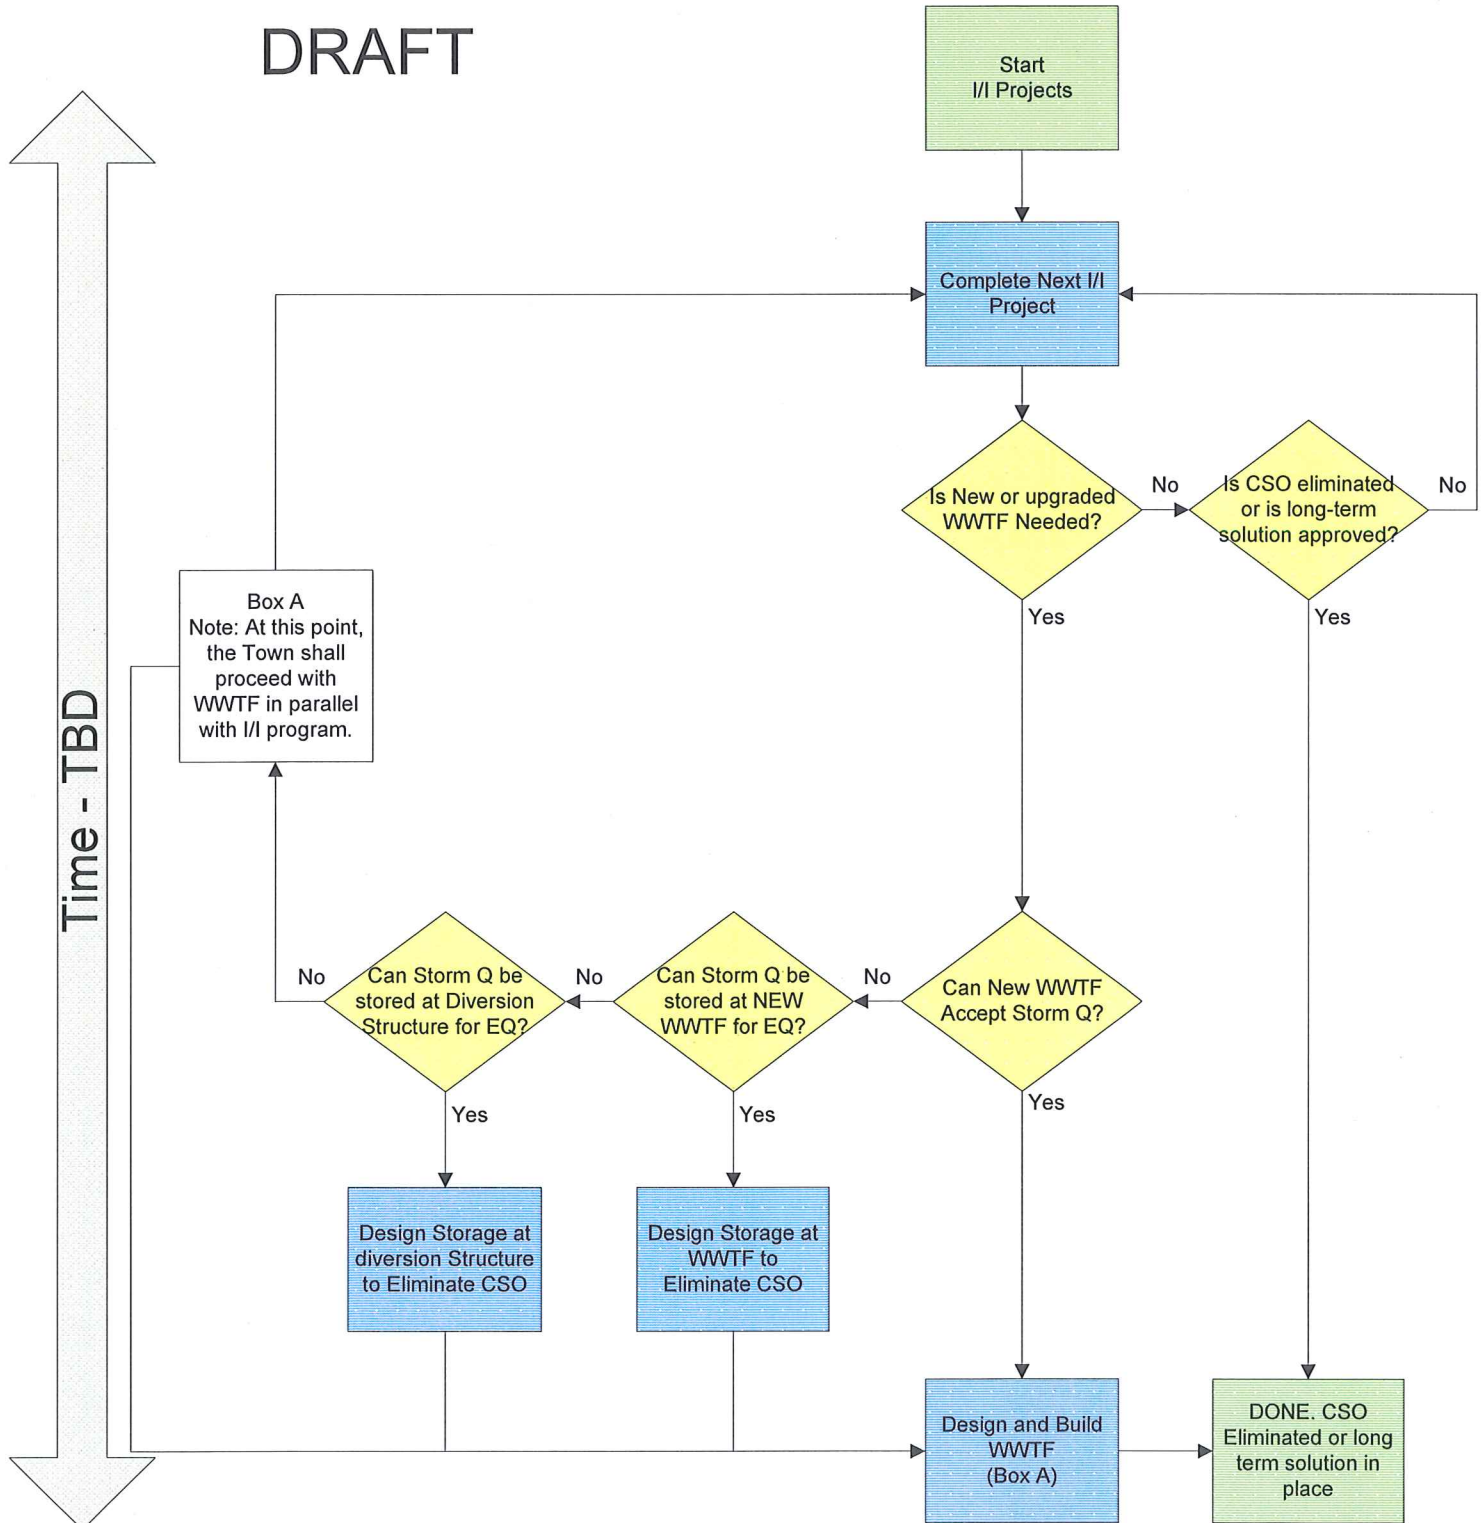 DRAFT
Start
I/I Projects
Complete Next I/I
Project
Is New or upgraded
WWTF Needed?
No
Is CSO eliminated
or is long-term
solution approved?
No
Yes
Yes
Box A
Note: At this point,
the Town shall
proceed with
WWTF in parallel
with I/I program.
Time - TBD
No
Can Storm Q be
stored at Diversion
Structure for EQ?
No
Can Storm Q be
stored at NEW
WWTF for EQ?
No
Can New WWTF
Accept Storm Q?
Yes
Yes
Yes
Design Storage at
diversion Structure
to Eliminate CSO
Design Storage at
WWTF to
Eliminate CSO
Design and Build
WWTF
(Box A)
DONE. CSO
Eliminated or long
term solution in
place